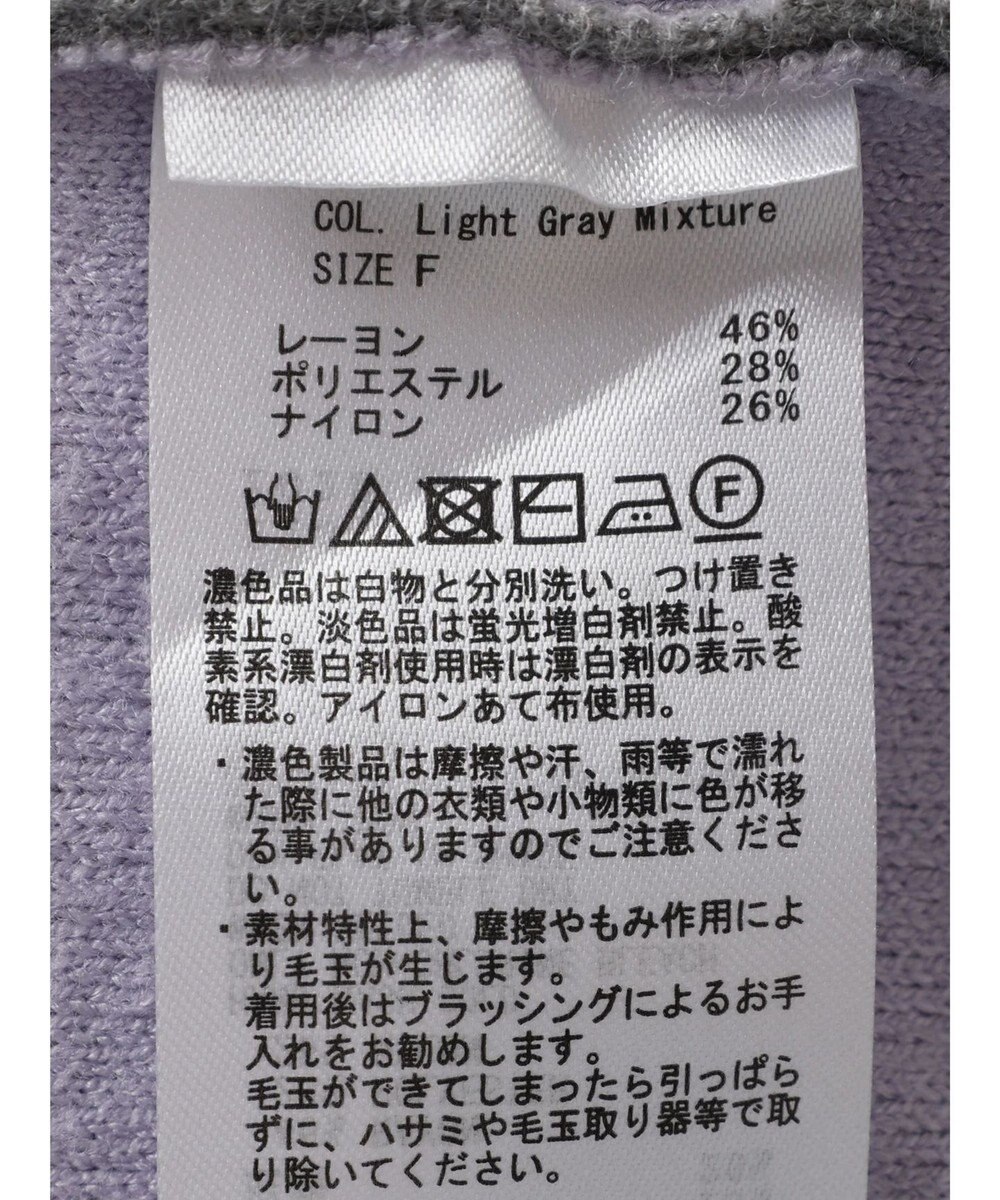 COL. Light Gray Mixture
SIZE F
レーヨン 46%
ポリエステル 28%
ナイロン 26%
F
濃色品は白物と分別洗い。つけ置き
禁止。淡色品は蛍光増白剤禁止。酸
素系漂白剤使用時は漂白剤の表示を
確認。アイロンあて布使用。
・濃色製品は摩擦や汗、雨等で濡れ
た際に他の衣類や小物類に色が移
る事がありますのでご注意くださ
い。
・素材特性上、摩擦やもみ作用によ
り毛玉が生じます。
着用後はブラッシングによるお手
入れをお勧めします。
毛玉ができてしまったら引っぱら
ずに、ハサミや毛玉取り器等で取
り除いてください。